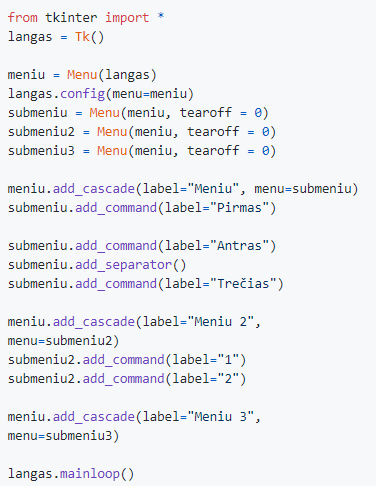 from tkinter import *
langas = Tk()
meniu = Menu(langas)
langas.config(menu=meniu)
submeniu = Menu(meniu, tearoff = 0)
submeniu2 = Menu(meniu, tearoff = 0)
submeniu3 = Menu(meniu, tearoff = 0)
meniu.add_cascade(label="Meniu", menu=submeniu)
submeniu.add_command(label="Pirmas")
submeniu.add_command(label="Antras")
submeniu.add_separator()
submeniu.add_command(label="Trečias")
meniu.add_cascade(label="Meniu 2",
menu=submeniu2)
submeniu2.add_command(label="1")
submeniu2.add_command(label="2")
meniu.add_cascade(label="Meniu 3",
menu=submeniu3)
langas.mainloop()